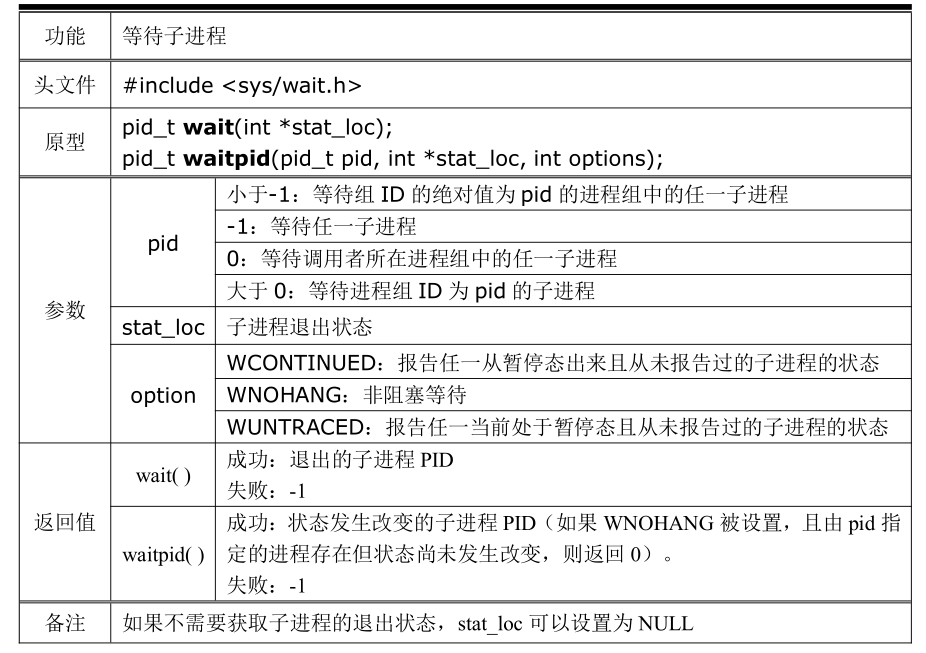 功能 等待子进程
头文件 #include <sys/wait.h>
原型 pid_t wait(int *stat_loc);
pid_t waitpid(pid_t pid, int *stat_loc, int options);
参数 pid 小于-1：等待组 ID 的绝对值为 pid 的进程组中的任一子进程
-1：等待任一子进程
0：等待调用者所在进程组中的任一子进程
大于 0：等待进程组 ID 为 pid 的子进程
stat_loc 子进程退出状态
option WCONTINUED：报告任一从暂停态出来且从未报告过的子进程的状态
WNOHANG：非阻塞等待
WUNTRACED：报告任一当前处于暂停态且从未报告过的子进程的状态
返回值 wait( ) 成功：退出的子进程 PID
失败：-1
waitpid( ) 成功：状态发生改变的子进程 PID（如果 WNOHANG 被设置，且由 pid 指
定的进程存在但状态尚未发生改变，则返回 0）。
失败：-1
备注 如果不需要获取子进程的退出状态，stat_loc 可以设置为 NULL